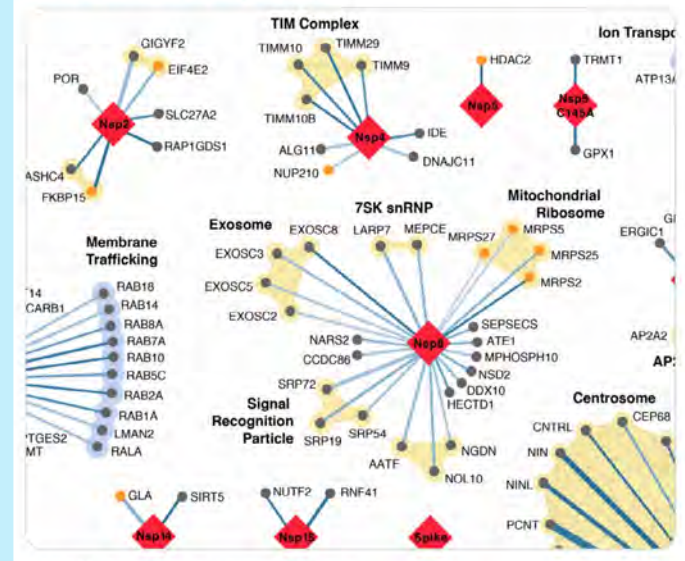 TIM Complex
Ion Transpo
GIGYF2
EIF4E2
POR
Nsp2
SLC27A2
RAP1GDS1
ASHC4
FKBP15
TIMM10
TIMM29
TIMM9
TIMM10B
Nsp4
ALG11
NUP210
IDE
DNAJC11
HDAC2
Nsp5
TRMT1
Nsp5
C145A
GPX1
ATP13A
Exosome
7SK snRNP
Mitochondrial
Ribosome
EXOSC8
EXOSC3
EXOSC5
EXOSC2
LARP7
MEPCE
MRPS27
MRPS5
MRPS25
MRPS2
ERGIC1
Nsp8
NARS2
CCDC86
SEPSECS
ATE1
MPHOSPH10
NSD2
DDX10
HECTD1
SRP72
SRP19
SRP54
Signal
Recognition
Particle
AATF
NGDN
NOL10
AP2A2
Membrane
Trafficking
RAB18
RAB14
RAB8A
RAB7A
RAB10
RAB5C
RAB2A
RAB1A
LMAN2
RALA
T14
CARB1
PTGES2
MT
Centrosome
CNTRL
CEP68
NIN
NINL
PCNT
GLA
SIRT5
Nsp14
NUTF2
RNF41
Nsp15
Spike